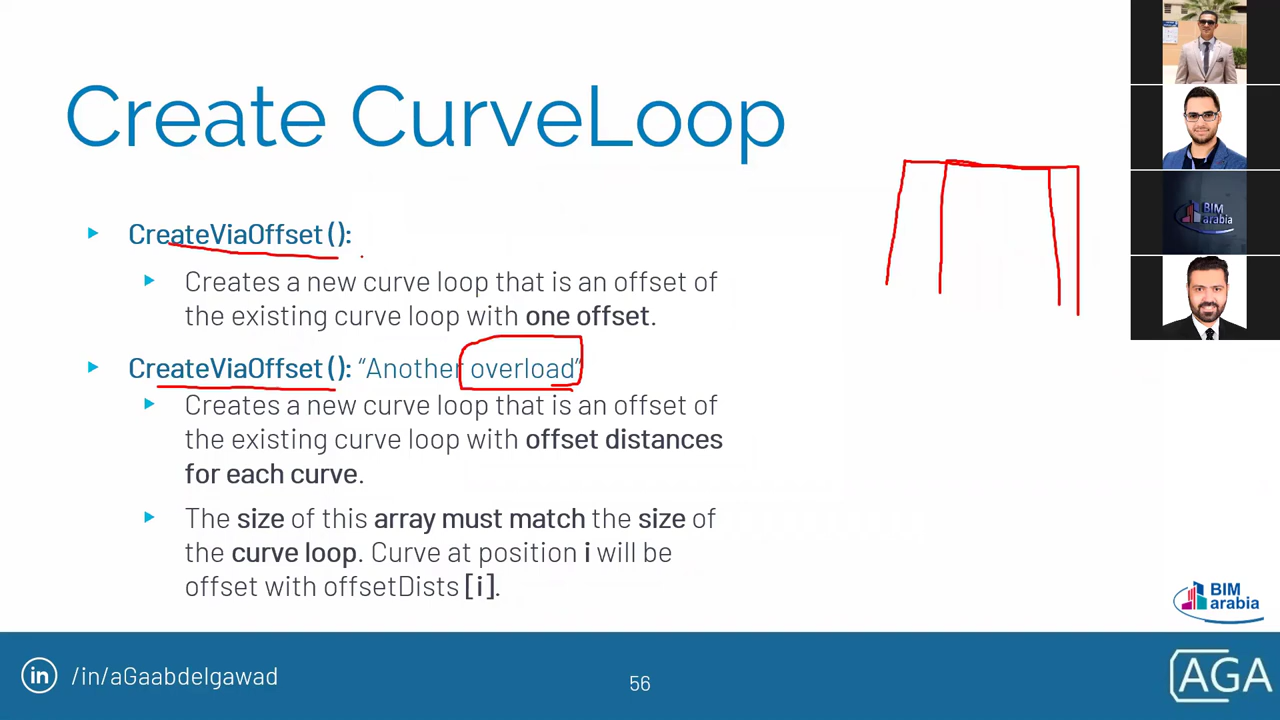 Create CurveLoop
CreateViaOffset ():
Creates a new curve loop that is an offset of
the existing curve loop with one offset.
CreateViaOffset (): “Another overload”
Creates a new curve loop that is an offset of
the existing curve loop with offset distances
for each curve.
The size of this array must match the size of
the curve loop. Curve at position i will be
offset with offsetDists [i].
BIM
arabia
BIM
arabia
in /in/aGaabdelgawad
56
AGA